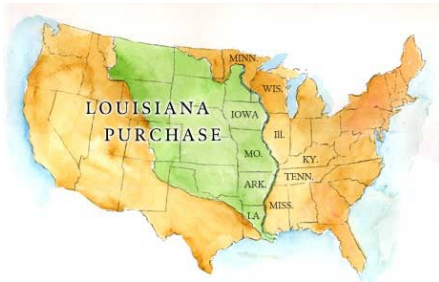 MINN.
WIS.
LOUISIANA
PURCHASE
IOWA
Ill.
MO.
KY.
TENN.
ARK.
MISS.
LA